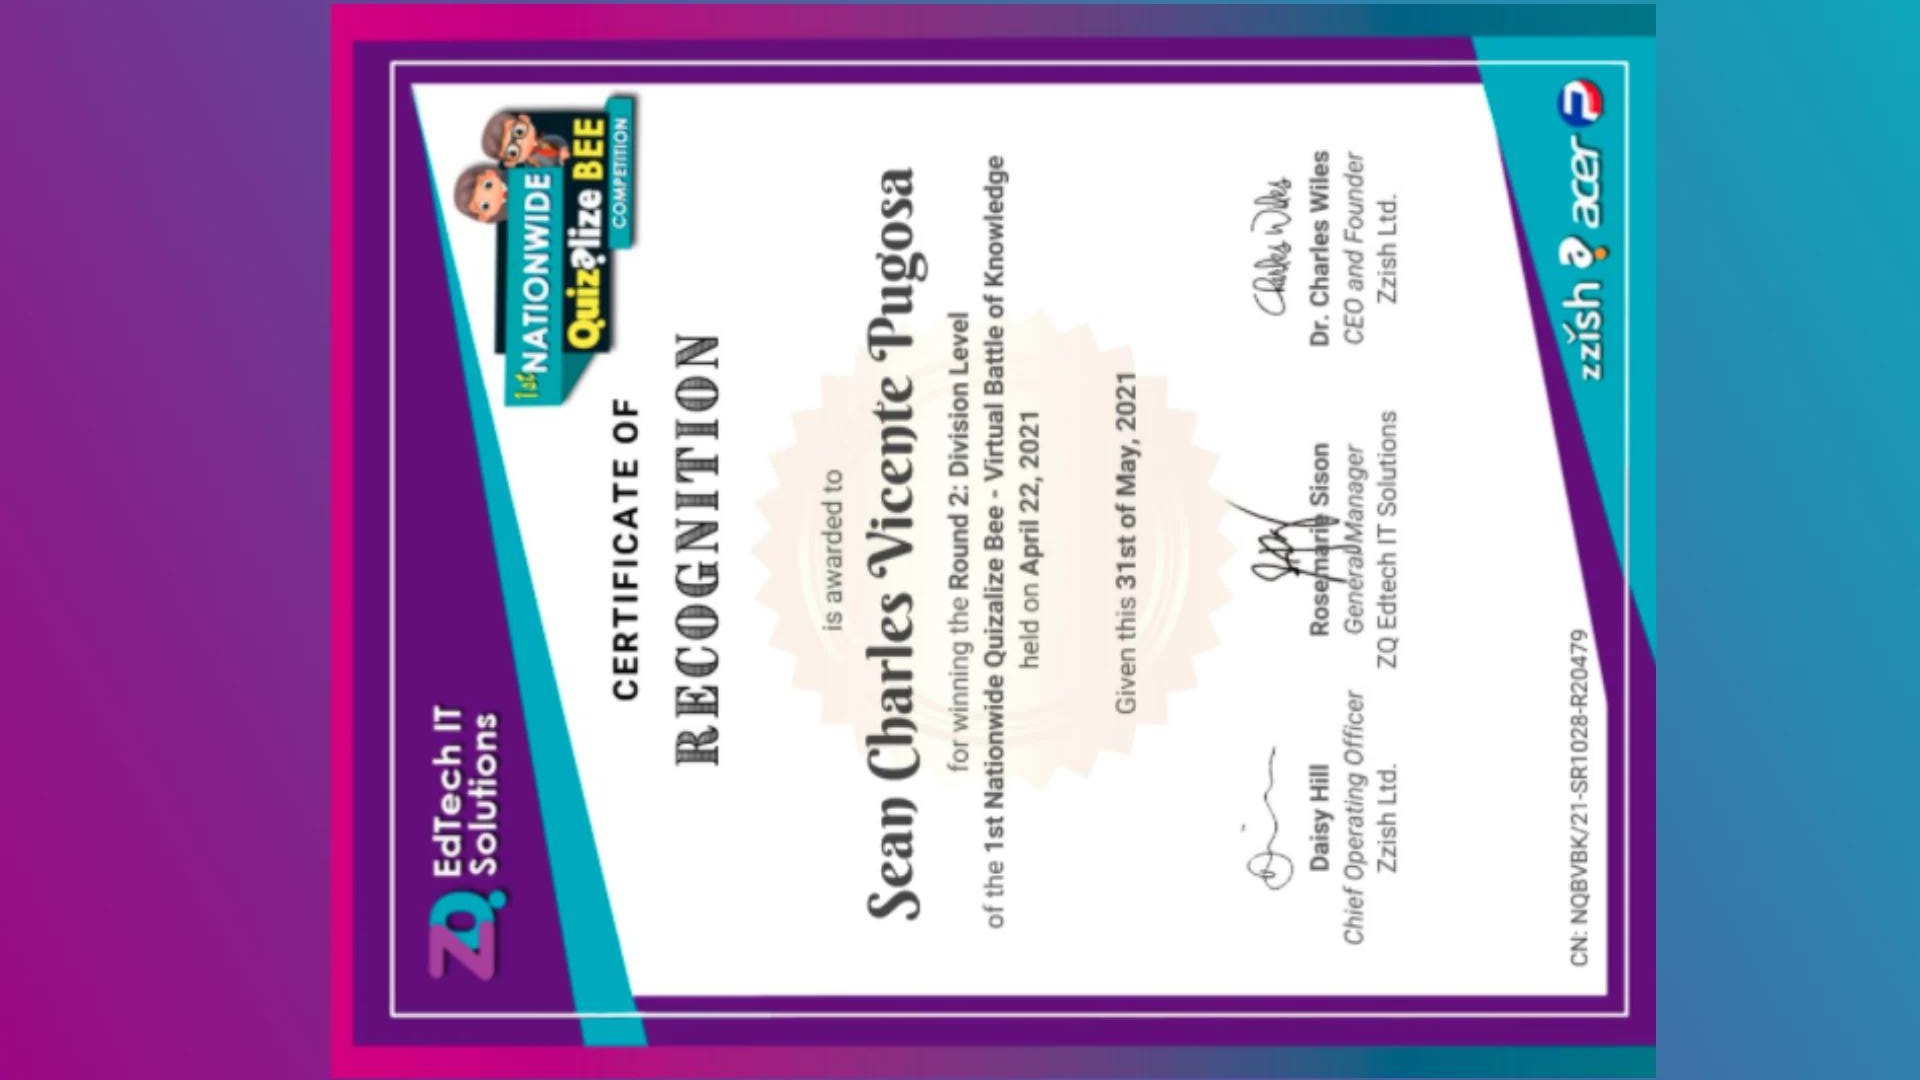 ZQ EdTech IT
Solutions
1st NATIONWIDE
Quizalize BEE
COMPETITION
CERTIFICATE OF
RECOGNITION
is awarded to
Sean Charles Vicente Pugosa
for winning the Round 2: Division Level
of the 1st Nationwide Quizalize Bee - Virtual Battle of Knowledge
held on April 22, 2021
Given this 31st of May, 2021
Charles Wiles
Daisy Hill
Chief Operating Officer
Zzish Ltd.
Rosemarie Sison
General Manager
ZQ Edtech IT Solutions
Dr. Charles Wiles
CEO and Founder
Zzish Ltd.
CN: NQBVBK/21-SR1028-R20479
zzish acer